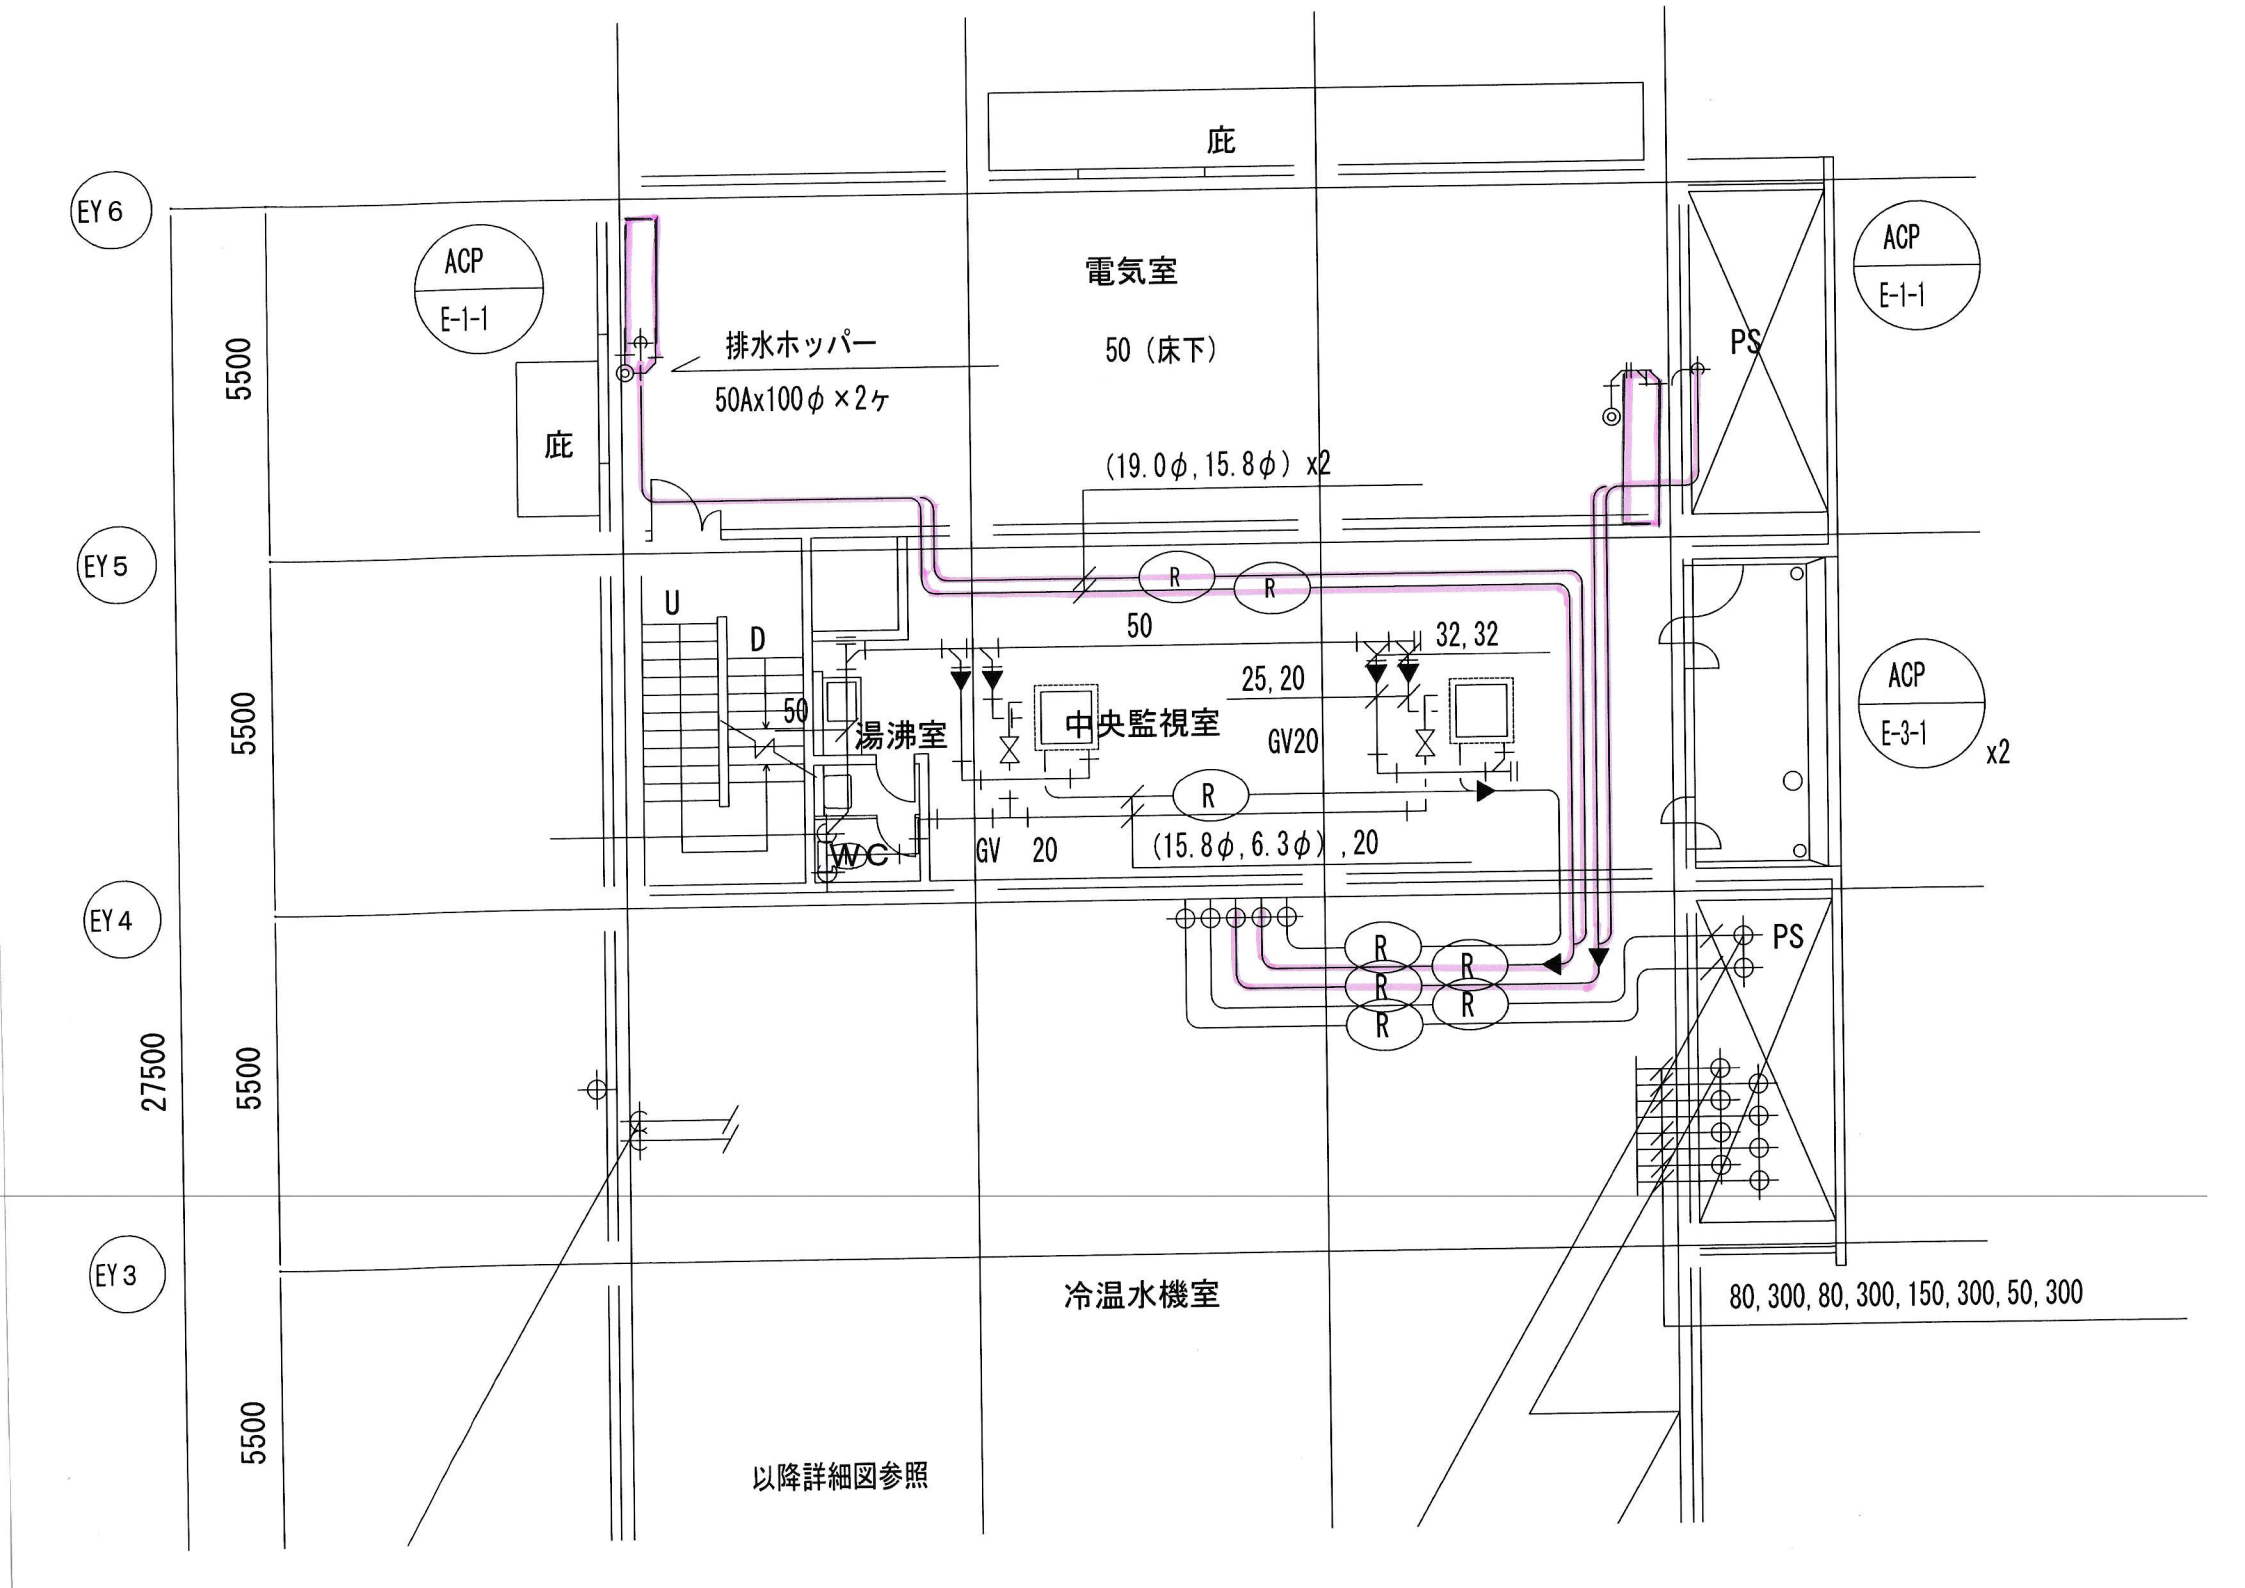 庇
EY6
ACP
E-1-1
電気室
ACP
E-1-1
PS
5500
排水ホッパー
50Ax100φ×2ヶ
50（床下）
庇
(19.0φ,15.8φ) x2
EY5
R
R
U
D
50
32,32
25,20
ACP
E-3-1
x2
5500
50
湯沸室
中央監視室
GV20
R
WC
GV 20
(15.8φ,6.3φ),20
EY4
R
R
R
R
R
PS
27500
5500
EY3
冷温水機室
80,300,80,300,150,300,50,300
5500
以降詳細図参照